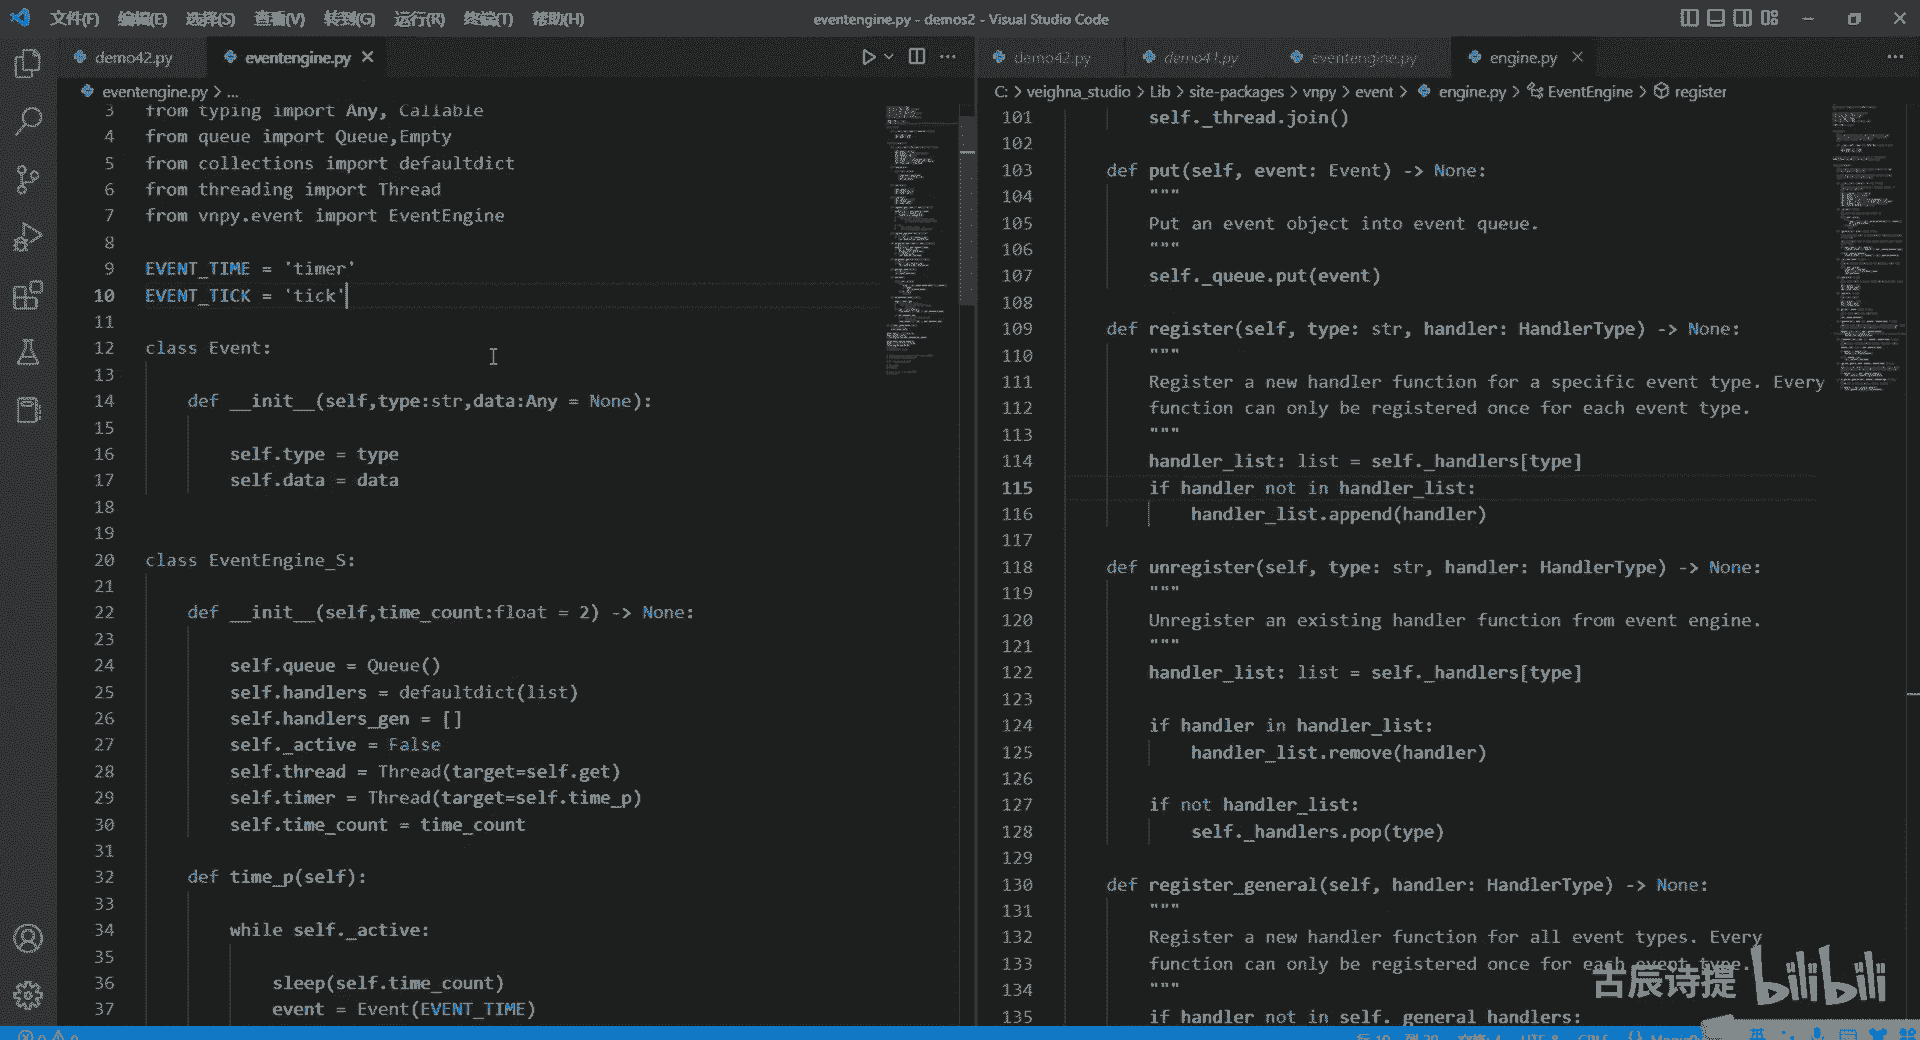 文件(F) 编辑(E) 选择(S) 查看(V) 转到(G) 运行(R) 终端(T) 帮助(H)
eventengine.py - demos2 - Visual Studio Code
demo42.py
eventengine.py
eventengine.py > ...
3 from typing import Any, Callable
4 from queue import Queue,Empty
5 from collections import defaultdict
6 from threading import Thread
7 from vnpy.event import EventEngine
8
9 EVENT_TIME = 'timer'
10 EVENT_TICK = 'tick'
11
12 class Event:
13
14 def __init__(self,type:str,data:Any = None):
15
16 self.type = type
17 self.data = data
18
19
20 class EventEngine_S:
21
22 def __init__(self,time_count:float = 2) -> None:
23
24 self.queue = Queue()
25 self.handlers = defaultdict(list)
26 self.handlers_gen = []
27 self._active = False
28 self.thread = Thread(target=self.get)
29 self.timer = Thread(target=self.time_p)
30 self.time_count = time_count
31
32 def time_p(self):
33
34 while self._active:
35
36 sleep(self.time_count)
37 event = Event(EVENT_TIME)
demo42.py
demo41.py
eventengine.py
engine.py
C: > veighna_studio > Lib > site-packages > vnpy > event > engine.py > EventEngine > register
101 self._thread.join()
102
103 def put(self, event: Event) -> None:
104 """
105 Put an event object into event queue.
106 """
107 self._queue.put(event)
108
109 def register(self, type: str, handler: HandlerType) -> None:
110 """
111 Register a new handler function for a specific event type. Every
112 function can only be registered once for each event type.
113 """
114 handler_list: list = self._handlers[type]
115 if handler not in handler_list:
116 handler_list.append(handler)
117
118 def unregister(self, type: str, handler: HandlerType) -> None:
119 """
120 Unregister an existing handler function from event engine.
121 """
122 handler_list: list = self._handlers[type]
123
124 if handler in handler_list:
125 handler_list.remove(handler)
126
127 if not handler_list:
128 self._handlers.pop(type)
129
130 def register_general(self, handler: HandlerType) -> None:
131 """
132 Register a new handler function for all event types. Every
133 function can only be registered once for each event type.
134 """
135 if handler not in self._general_handlers:
古辰诗提 bilibili